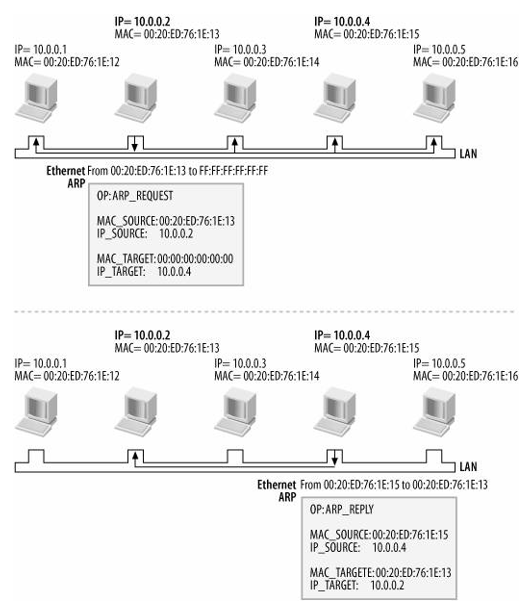 IP= 10.0.0.2
IP= 10.0.0.4
MAC= 00:20:ED:76:1E:13
MAC= 00:20:ED:76:1E:15
IP= 10.0.0.1
IP= 10.0.0.3
IP= 10.0.0.5
MAC= 00:20:ED:76:1E:12
MAC= 00:20:ED:76:1E:14
MAC= 00:20:ED:76:1E:16
LAN
Ethernet From 00:20:ED:76:1E:13 to FF:FF:FF:FF:FF:FF
ARP
OP:ARP_REQUEST
MAC_SOURCE:00:20:ED:76:1E:13
IP_SOURCE: 10.0.0.2
MAC_TARGET:00:00:00:00:00:00
IP_TARGET: 10.0.0.4
IP= 10.0.0.2
IP= 10.0.0.4
MAC= 00:20:ED:76:1E:13
MAC= 00:20:ED:76:1E:15
IP= 10.0.0.1
IP= 10.0.0.3
IP= 10.0.0.5
MAC= 00:20:ED:76:1E:12
MAC= 00:20:ED:76:1E:14
MAC= 00:20:ED:76:1E:16
LAN
Ethernet From 00:20:ED:76:1E:15 to 00:20:ED:76:1E:13
ARP
OP:ARP_REPLY
MAC_SOURCE:00:20:ED:76:1E:15
IP_SOURCE: 10.0.0.4
MAC_TARGETE:00:20:ED:76:1E:13
IP_TARGET: 10.0.0.2